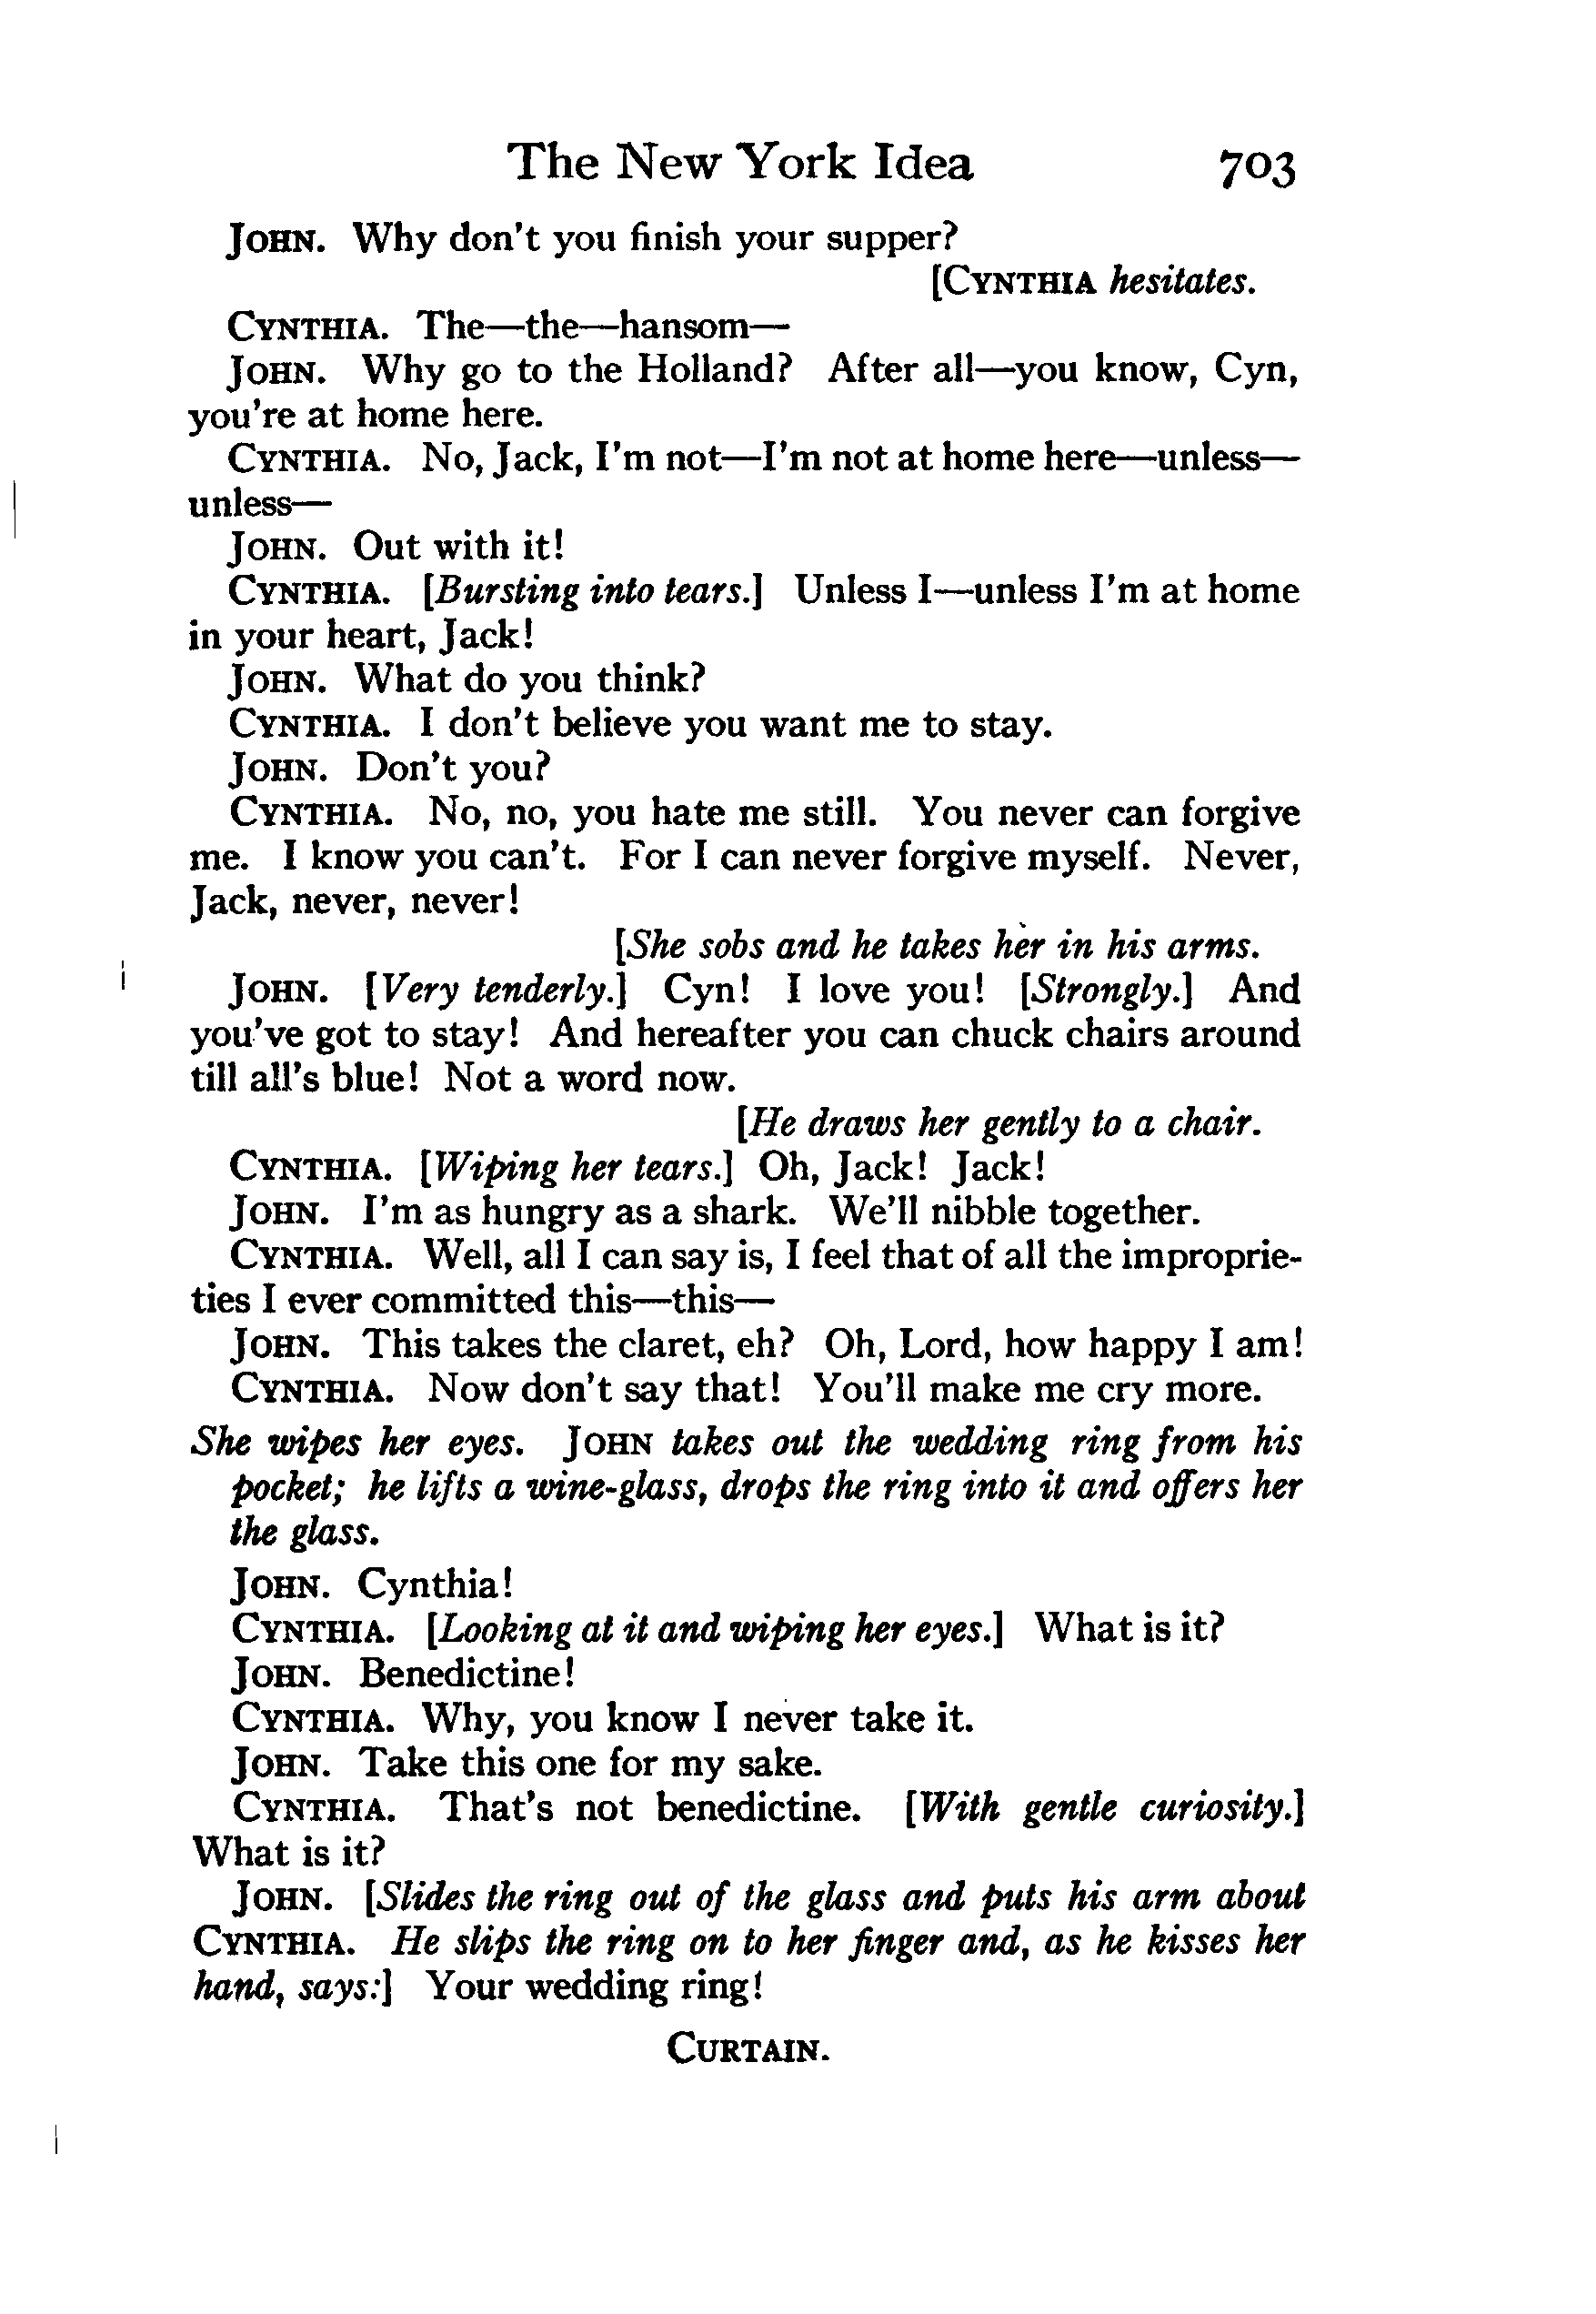 The New York Idea 703
JOHN. Why don't you finish your supper?
[CYNTHIA hesitates.
CYNTHIA. The—the—hansom—
JOHN. Why go to the Holland? After all—you know, Cyn,
you're at home here.
CYNTHIA. No, Jack, I'm not—I'm not at home here—unless—
unless—
JOHN. Out with it!
CYNTHIA. [Bursting into tears.] Unless I—unless I'm at home
in your heart, Jack!
JOHN. What do you think?
CYNTHIA. I don't believe you want me to stay.
JOHN. Don't you?
CYNTHIA. No, no, you hate me still. You never can forgive
me. I know you can't. For I can never forgive myself. Never,
Jack, never, never!
[She sobs and he takes her in his arms.
JOHN. [Very tenderly.] Cyn! I love you! [Strongly.] And
you've got to stay! And hereafter you can chuck chairs around
till all's blue! Not a word now.
[He draws her gently to a chair.
CYNTHIA. [Wiping her tears.] Oh, Jack! Jack!
JOHN. I'm as hungry as a shark. We'll nibble together.
CYNTHIA. Well, all I can say is, I feel that of all the improprie-
ties I ever committed this—this—
JOHN. This takes the claret, eh? Oh, Lord, how happy I am!
CYNTHIA. Now don't say that! You'll make me cry more.
She wipes her eyes. JOHN takes out the wedding ring from his
pocket; he lifts a wine-glass, drops the ring into it and offers her
the glass.
JOHN. Cynthia!
CYNTHIA. [Looking at it and wiping her eyes.] What is it?
JOHN. Benedictine!
CYNTHIA. Why, you know I never take it.
JOHN. Take this one for my sake.
CYNTHIA. That's not benedictine. [With gentle curiosity.]
What is it?
JOHN. [Slides the ring out of the glass and puts his arm about
CYNTHIA. He slips the ring on to her finger and, as he kisses her
hand, says:] Your wedding ring!
CURTAIN.